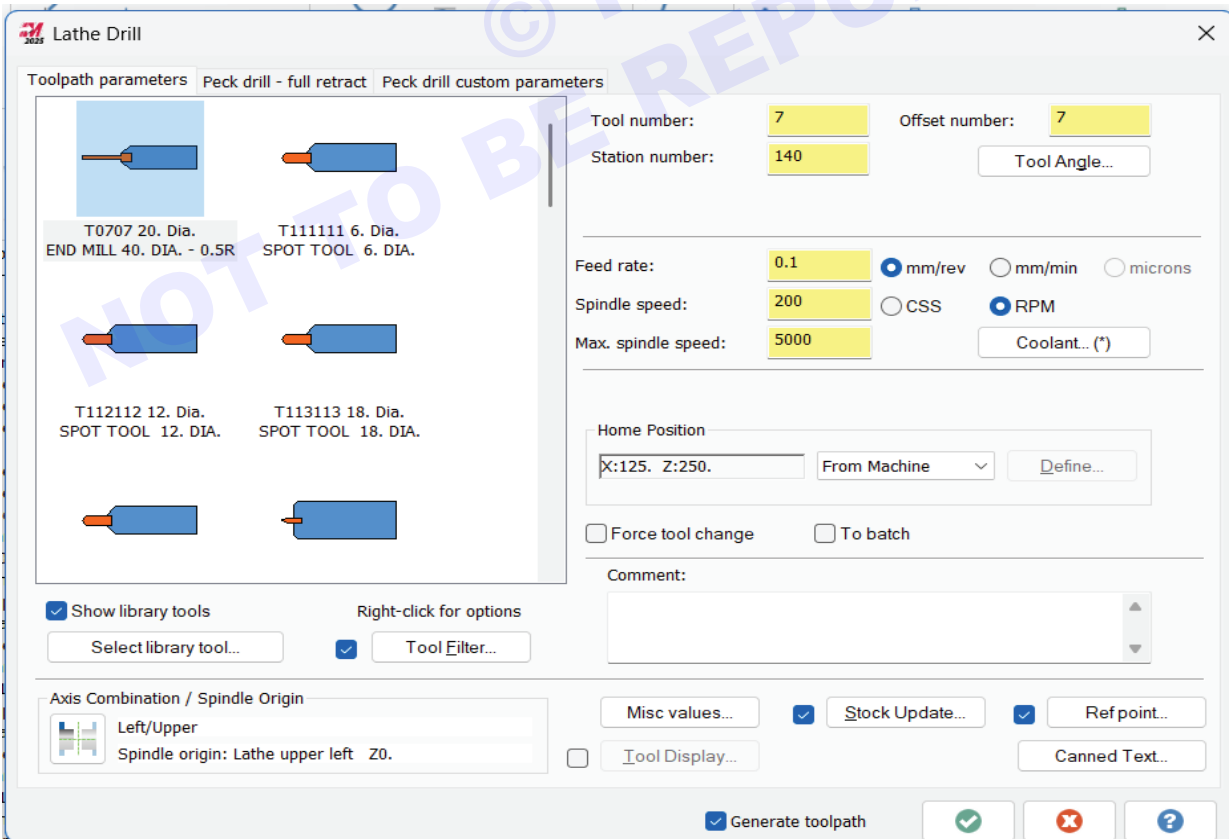 2025 Lathe Drill
Toolpath parameters Peck drill - full retract Peck drill custom parameters
T0707 20. Dia.
END MILL 40. DIA. - 0.5R
T111111 6. Dia.
SPOT TOOL 6. DIA.
T112112 12. Dia.
SPOT TOOL 12. DIA.
T113113 18. Dia.
SPOT TOOL 18. DIA.
Show library tools
Right-click for options
Select library tool...
Tool Filter...
Axis Combination / Spindle Origin
Left/Upper
Spindle origin: Lathe upper left Z0.
Tool number: 7 Offset number: 7
Station number: 140 Tool Angle...
Feed rate: 0.1 mm/rev mm/min microns
Spindle speed: 200 CSS RPM
Max. spindle speed: 5000 Coolant... (*)
Home Position
X:125. Z:250. From Machine Define...
Force tool change To batch
Comment:
Misc values... Stock Update... Ref point...
Tool Display... Canned Text...
Generate toolpath
NOT TO BE REPU
©